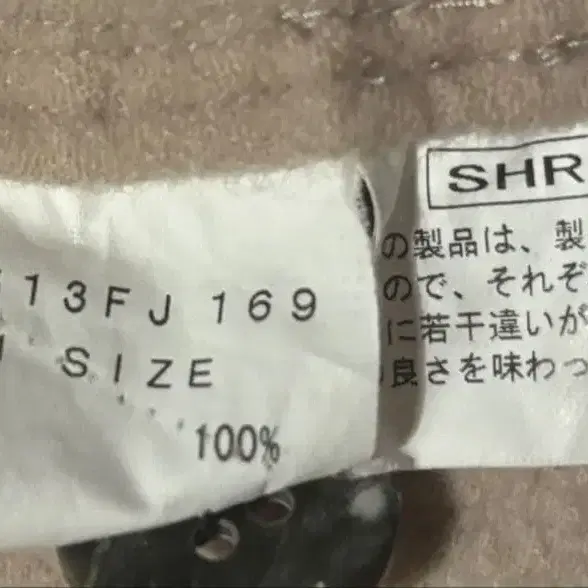 13FJ 169
SIZE
100%
SHR
の製品は、製
ので、それぞ
に若干違いが
良さを味わっ